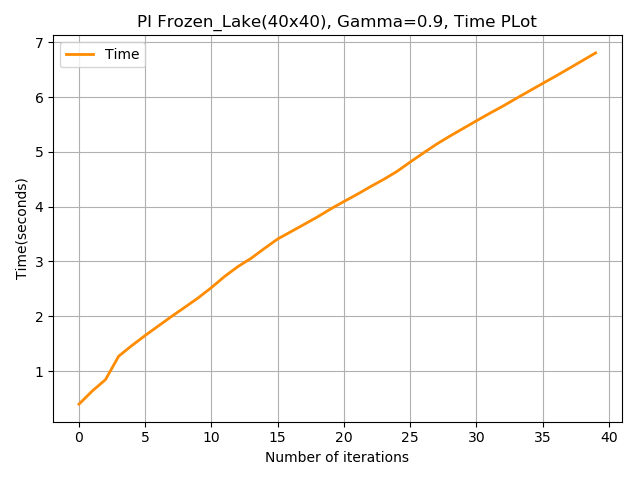 PI Frozen_Lake(40x40), Gamma=0.9, Time PLot
Time
7
6
5
4
3
2
1
Time(seconds)
0 5 10 15 20 25 30 35 40
Number of iterations